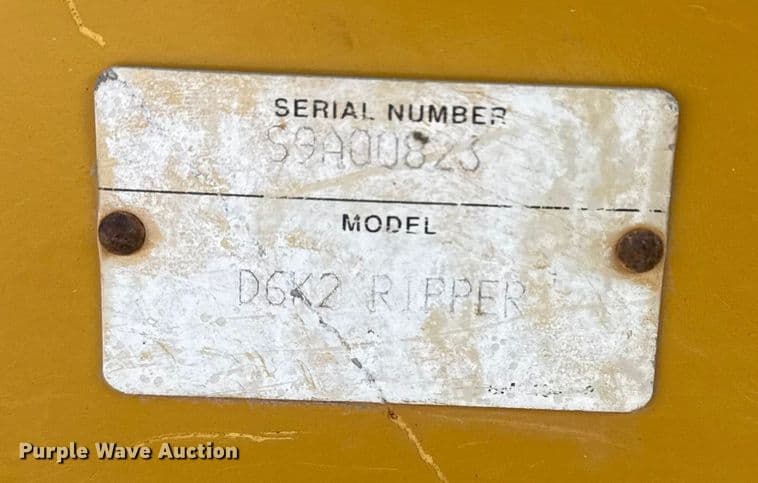 SERIAL NUMBER
S9A00823
MODEL
D6K2 RIPPER
Purple Wave Auction